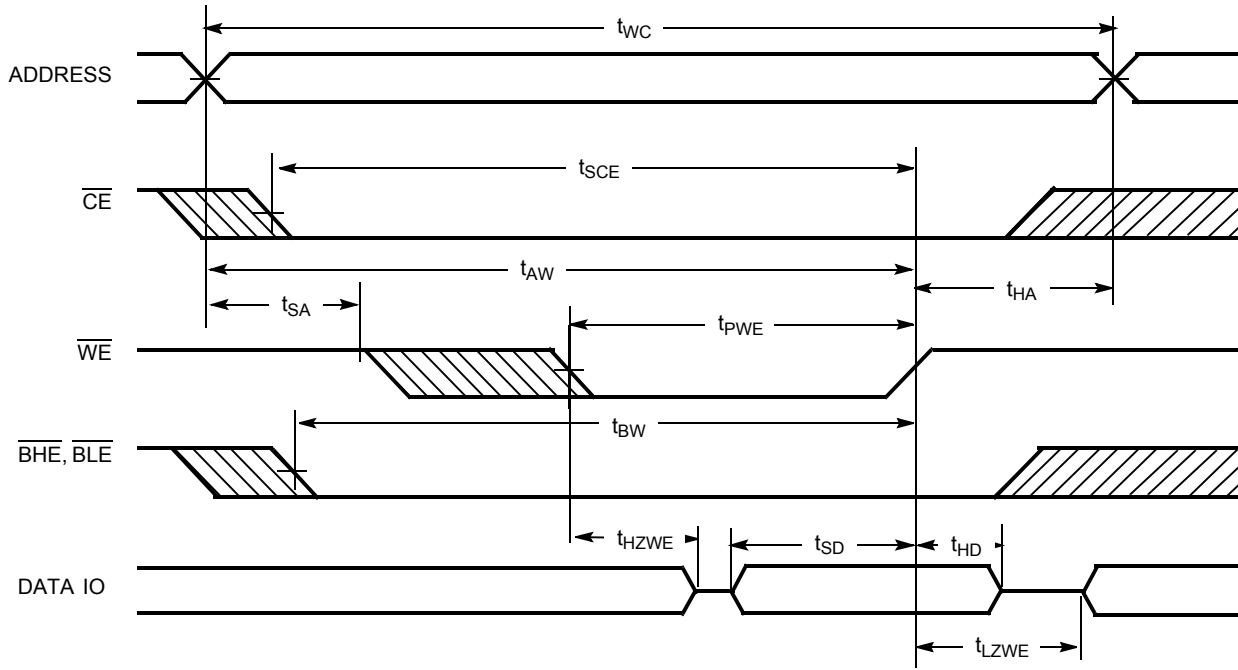 tWC
ADDRESS
tSCE
CE
tAW
tSA
tHA
tPWE
WE
tBW
BHE, BLE
tHZWE
tSD
tHD
DATA IO
tLZWE